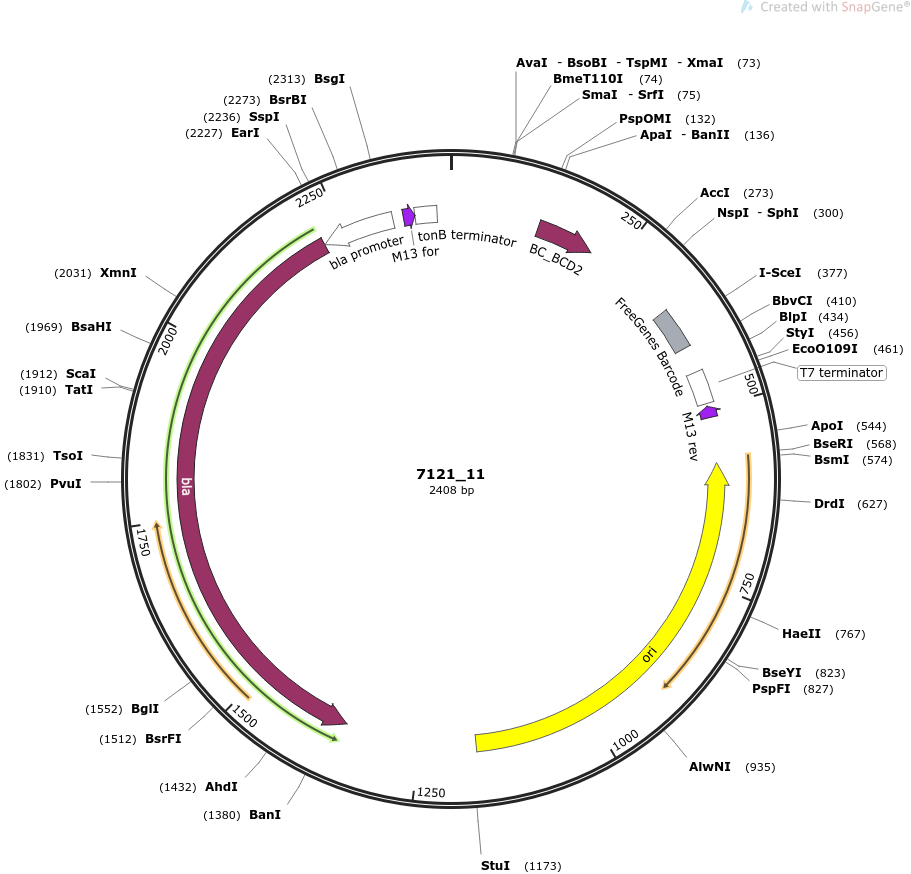 Created with SnapGene®
AvaI - BsoBI - TspMI - XmaI (73)
BmeT110I (74)
SmaI - SrfI (75)
PspOMI (132)
ApaI - BanII (136)
AccI (273)
NspI - SphI (300)
I-SceI (377)
BbvCI (410)
BlpI (434)
StyI (456)
EcoO109I (461)
T7 terminator
ApoI (544)
BseRI (568)
BsmI (574)
DrdI (627)
HaeII (767)
BseYI (823)
PspFI (827)
AlwNI (935)
StuI (1173)
(1380) BanI
(1432) AhdI
(1512) BsrFI
(1552) BglI
(1802) PvuI
(1831) TsoI
(1910) TatI
(1912) ScaI
(1969) BsaHI
(2031) XmnI
(2227) EarI
(2236) SspI
(2273) BsrBI
(2313) BsgI
250
500
750
1000
1250
1500
1750
2000
2250
bla promoter
M13 for
tonB terminator
BC_BCD2
FreeGenes Barcode
M13 rev
ori
bla
7121_11
2408 bp